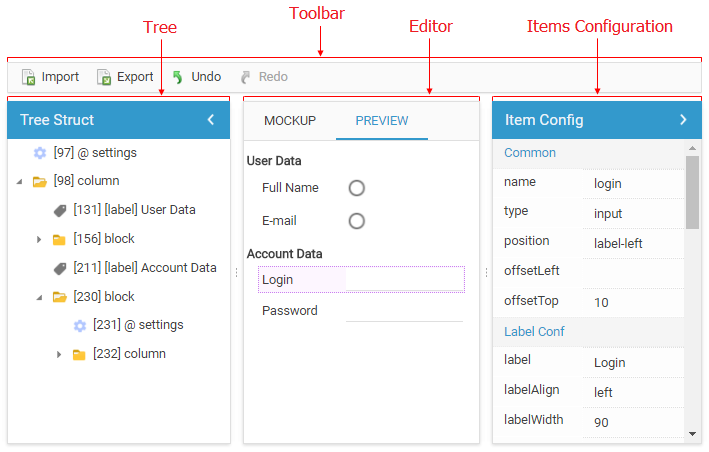 Toolbar
Tree
Editor
Items Configuration
Import Export Undo Redo
Tree Struct
[97] @ settings
[98] column
[131] [label] User Data
[156] block
[211] [label] Account Data
[230] block
[231] @ settings
[232] column
MOCKUP PREVIEW
User Data
Full Name
E-mail
Account Data
Login
Password
Item Config
Common
name login
type input
position label-left
offsetLeft
offsetTop 10
Label Conf
label Login
labelAlign left
labelWidth 90